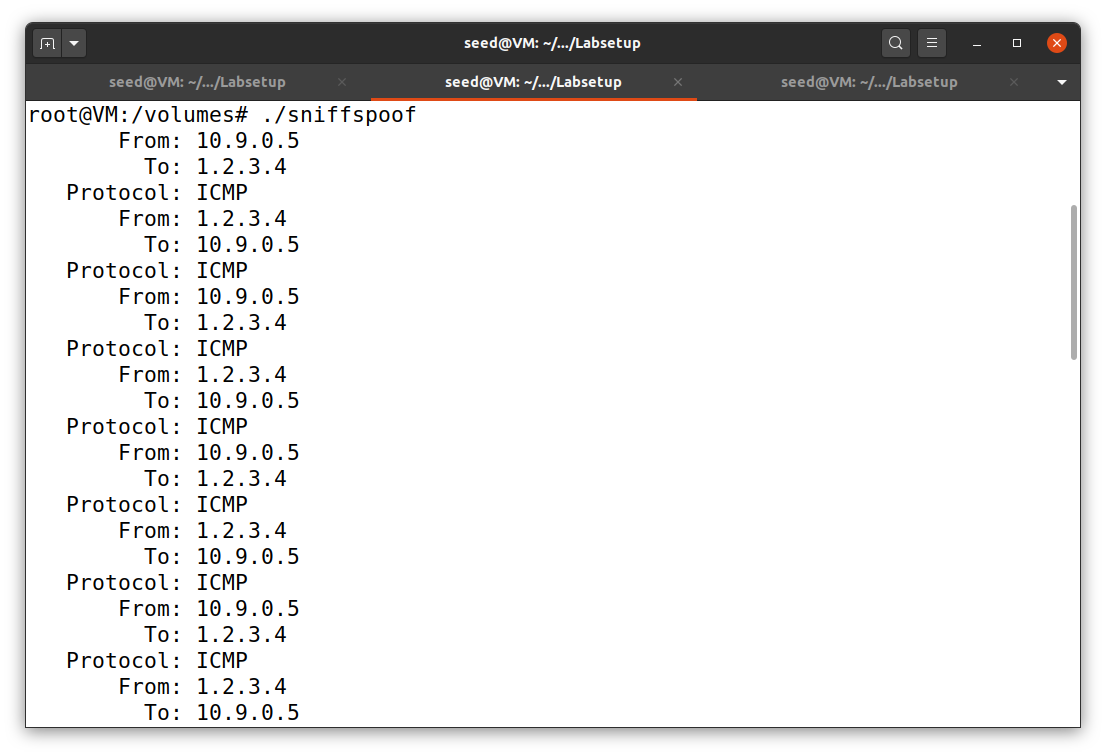 seed@VM: ~/.../Labsetup
seed@VM: ~/.../Labsetup
seed@VM: ~/.../Labsetup
seed@VM: ~/.../Labsetup
root@VM:/volumes# ./sniffspoof
From: 10.9.0.5
To: 1.2.3.4
Protocol: ICMP
From: 1.2.3.4
To: 10.9.0.5
Protocol: ICMP
From: 10.9.0.5
To: 1.2.3.4
Protocol: ICMP
From: 1.2.3.4
To: 10.9.0.5
Protocol: ICMP
From: 10.9.0.5
To: 1.2.3.4
Protocol: ICMP
From: 1.2.3.4
To: 10.9.0.5
Protocol: ICMP
From: 10.9.0.5
To: 1.2.3.4
Protocol: ICMP
From: 1.2.3.4
To: 10.9.0.5